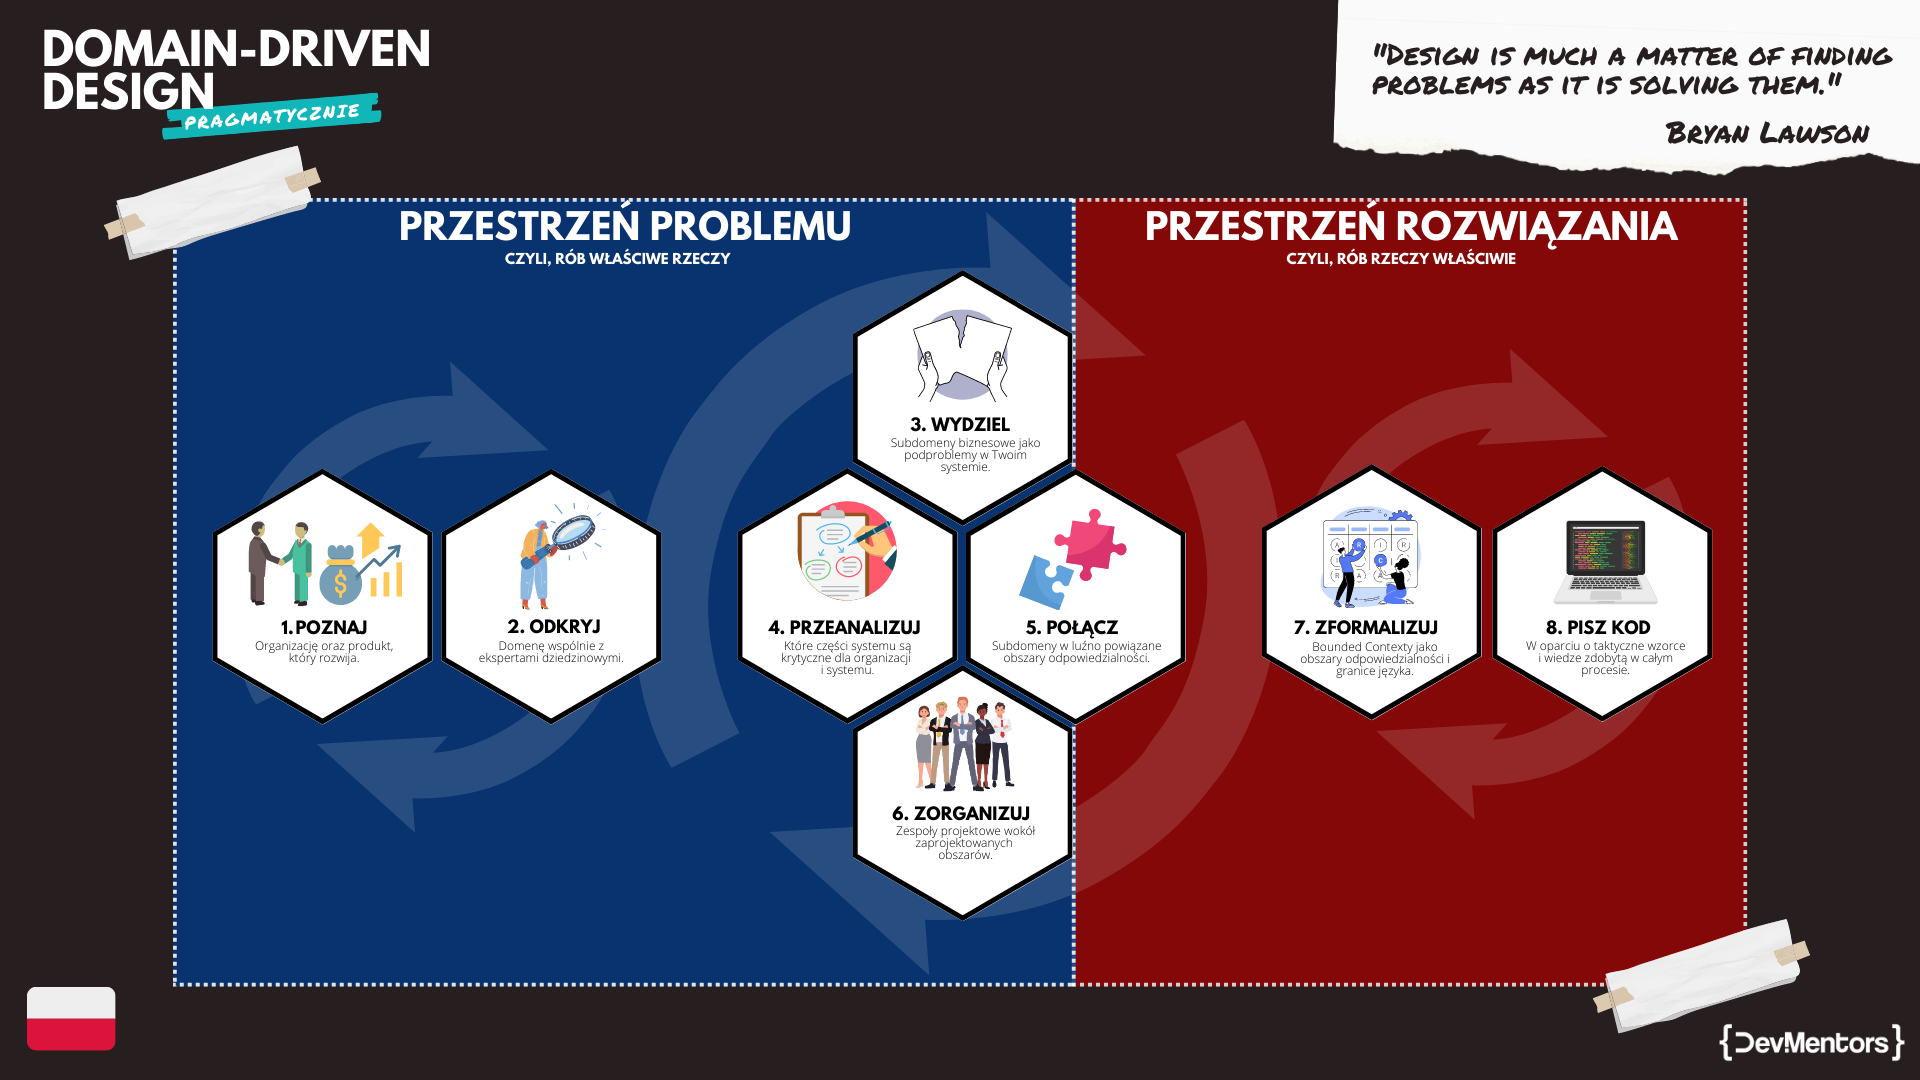 DOMAIN-DRIVEN
DESIGN
PRAGMATYCZNIE
"DESIGN IS MUCH A MATTER OF FINDING
PROBLEMS AS IT IS SOLVING THEM."
BRYAN LAWSON
PRZESTRZEŃ PROBLEMU
CZYLI, RÓB WŁAŚCIWE RZECZY
PRZESTRZEŃ ROZWIĄZANIA
CZYLI, RÓB RZECZY WŁAŚCIWIE
1. POZNAJ
Organizację oraz produkt,
który rozwija.
2. ODKRYJ
Domenę wspólnie z
ekspertami dziedzinowymi.
3. WYDZIEL
Subdomeny biznesowe jako
podproblemy w Twoim
systemie.
4. PRZEANALIZUJ
Które części systemu są
krytyczne dla organizacji
i systemu.
5. POŁĄCZ
Subdomeny w luźno powiązane
obszary odpowiedzialności.
6. ZORGANIZUJ
Zespoły projektowe wokół
zaprojektowanych
obszarów.
7. ZFORMALIZUJ
Bounded Contexty jako
obszary odpowiedzialności i
granice języka.
8. PISZ KOD
W oparciu o taktyczne wzorce
i wiedze zdobytą w całym
procesie.
{DevMentors}